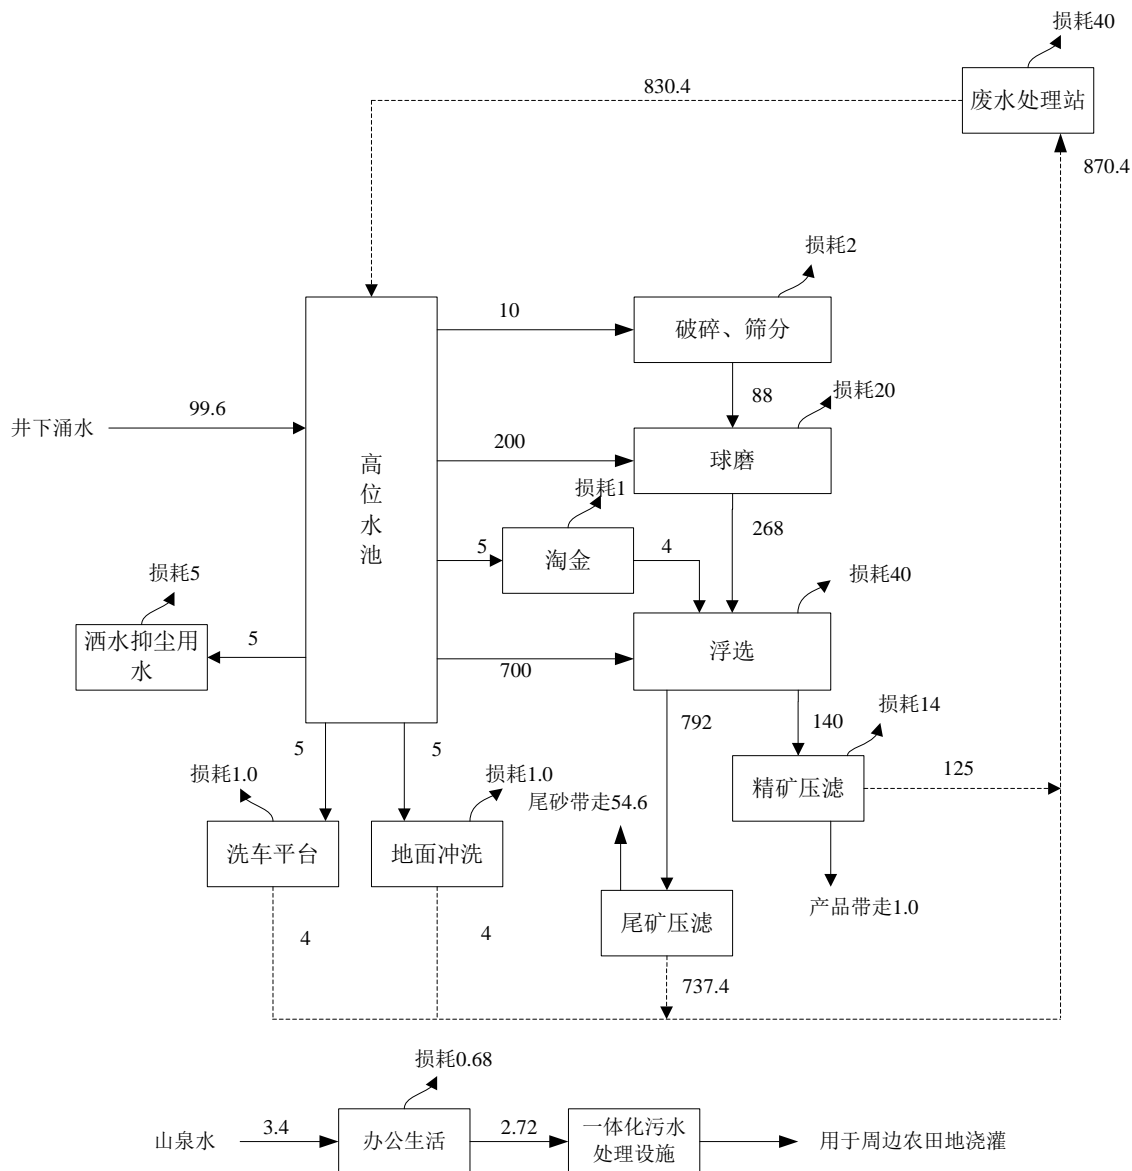 损耗40
830.4
废水处理站
870.4
损耗2
10
破碎、筛分
88
损耗20
99.6
井下涌水
200
球磨
高
位
水
池
损耗1
268
5
淘金
4
损耗5
损耗40
洒水抑尘用
水
5
浮选
700
792
140
损耗14
5
5
损耗1.0
损耗1.0
精矿压滤
125
尾砂带走54.6
洗车平台
地面冲洗
产品带走1.0
4
4
尾矿压滤
737.4
损耗0.68
山泉水
3.4
办公生活
2.72
一体化污水
处理设施
用于周边农田地浇灌